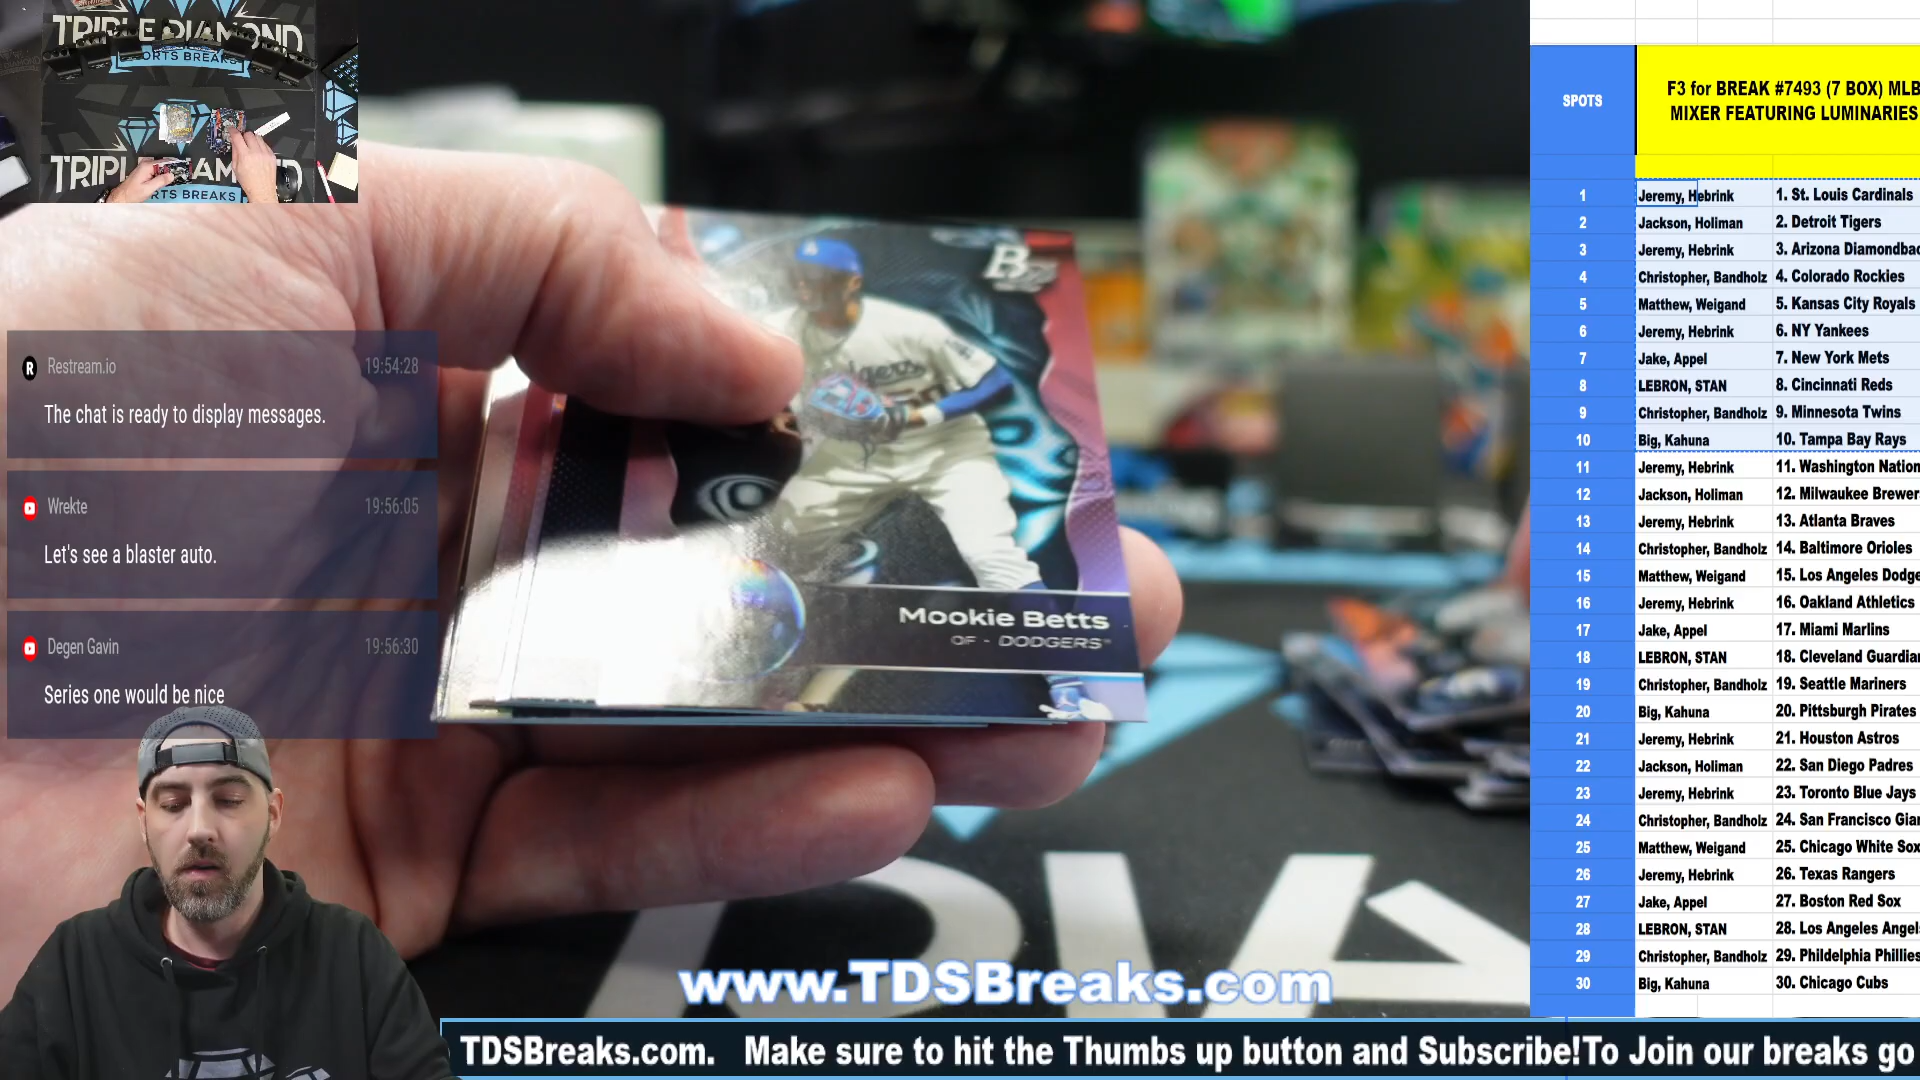 TRIPLE DIAMOND
ORTS BREAKS
TRIPLE DIAMOND
ORTS BREAKS
Restream.io 19:54:28
The chat is ready to display messages.
Wrekte 19:56:05
Let's see a blaster auto.
Degen Gavin 19:56:30
Series one would be nice
B
Mookie Betts
OF - DODGERS
www.TDSBreaks.com
TDSBreaks.com. Make sure to hit the Thumbs up button and Subscribe!To Join our breaks go
SPOTS
F3 for BREAK #7493 (7 BOX) MLB
MIXER FEATURING LUMINARIES
1 Jeremy, Hebrink 1. St. Louis Cardinals
2 Jackson, Holiman 2. Detroit Tigers
3 Jeremy, Hebrink 3. Arizona Diamondbac
4 Christopher, Bandholz 4. Colorado Rockies
5 Matthew, Weigand 5. Kansas City Royals
6 Jeremy, Hebrink 6. NY Yankees
7 Jake, Appel 7. New York Mets
8 LEBRON, STAN 8. Cincinnati Reds
9 Christopher, Bandholz 9. Minnesota Twins
10 Big, Kahuna 10. Tampa Bay Rays
11 Jeremy, Hebrink 11. Washington Nation
12 Jackson, Holiman 12. Milwaukee Brewer
13 Jeremy, Hebrink 13. Atlanta Braves
14 Christopher, Bandholz 14. Baltimore Orioles
15 Matthew, Weigand 15. Los Angeles Dodge
16 Jeremy, Hebrink 16. Oakland Athletics
17 Jake, Appel 17. Miami Marlins
18 LEBRON, STAN 18. Cleveland Guardian
19 Christopher, Bandholz 19. Seattle Mariners
20 Big, Kahuna 20. Pittsburgh Pirates
21 Jeremy, Hebrink 21. Houston Astros
22 Jackson, Holiman 22. San Diego Padres
23 Jeremy, Hebrink 23. Toronto Blue Jays
24 Christopher, Bandholz 24. San Francisco Gian
25 Matthew, Weigand 25. Chicago White Sox
26 Jeremy, Hebrink 26. Texas Rangers
27 Jake, Appel 27. Boston Red Sox
28 LEBRON, STAN 28. Los Angeles Angel
29 Christopher, Bandholz 29. Phildelphia Phillies
30 Big, Kahuna 30. Chicago Cubs